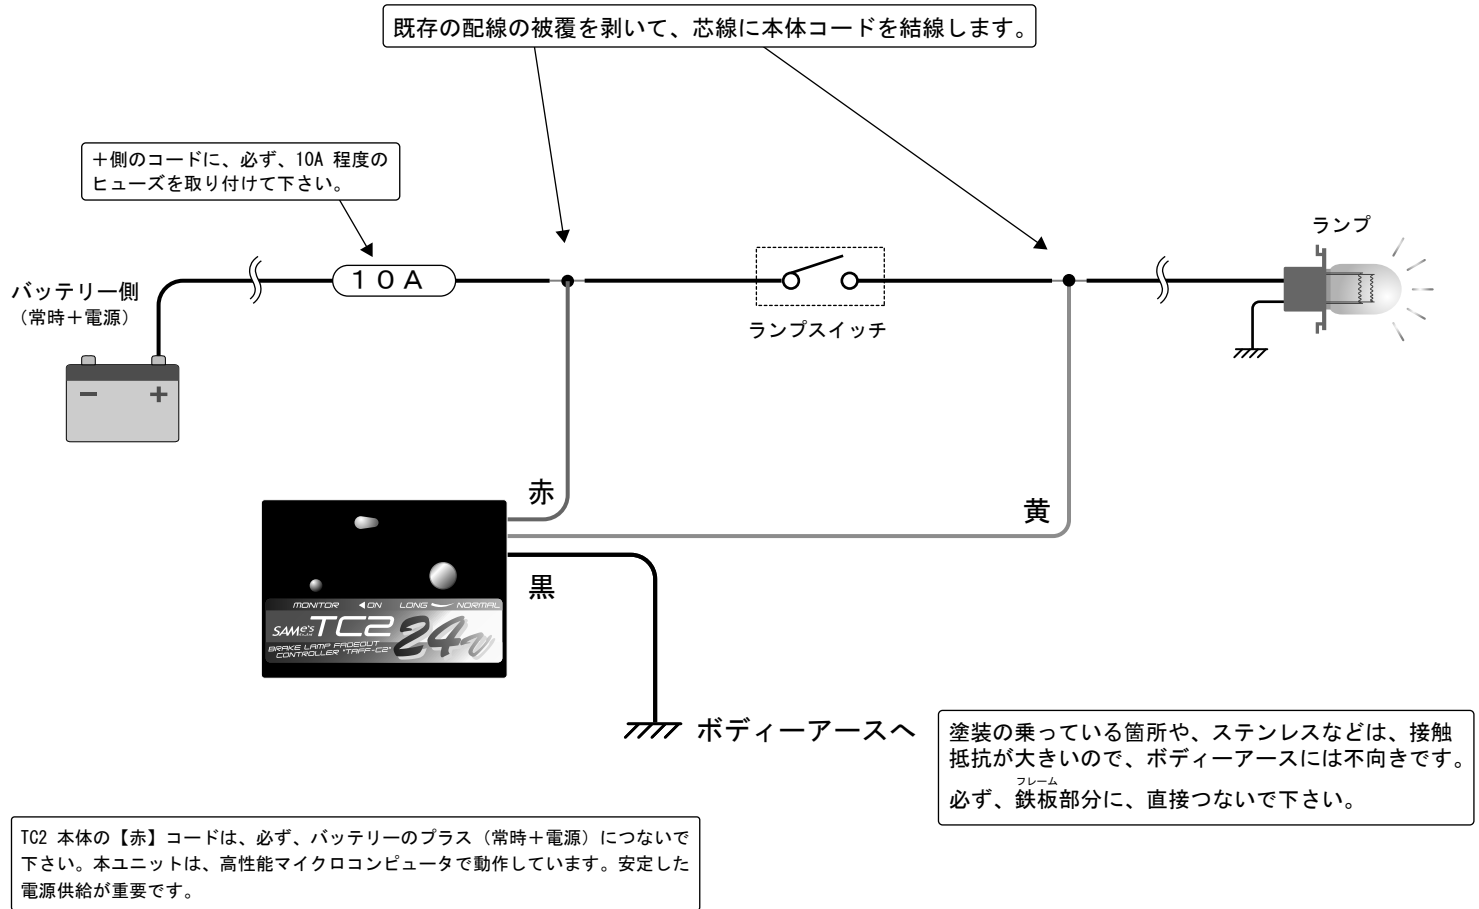 既存の配線の被覆を剥いて、芯線に本体コードを結線します。
+側のコードに、必ず、10A 程度の
ヒューズを取り付けて下さい。
ランプ
10A
バッテリー側
（常時+電源）
ランプスイッチ
− +
赤
黄
黒
MONITOR ◀ON LONG NORMAL
SAMe's TC2 24v
BRAKE LAMP FADEOUT
CONTROLLER "TAFF-C2"
ボディーアースへ
塗装の乗っている箇所や、ステンレスなどは、接触
抵抗が大きいので、ボディーアースには不向きです。
フレーム
必ず、鉄板部分に、直接つないで下さい。
TC2 本体の【赤】コードは、必ず、バッテリーのプラス（常時+電源）につないで
下さい。本ユニットは、高性能マイクロコンピュータで動作しています。安定した
電源供給が重要です。